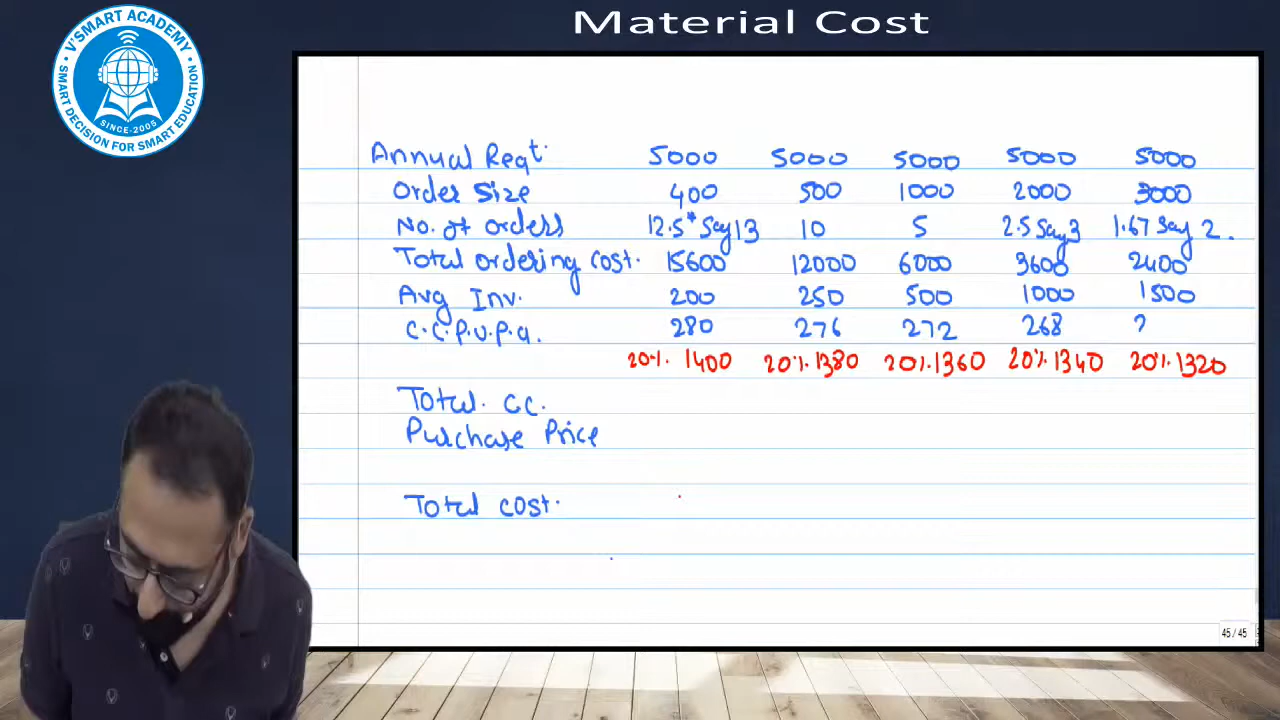 Material Cost
V'SMART ACADEMY
SINCE-2005
SMART DECISION FOR SMART EDUCATION
Annual Reqt. 5000 5000 5000 5000 5000
Order Size 400 500 1000 2000 3000
No. of orders 12.5* Say 13 10 5 2.5 Say 3 1.67 Say 2.
Total ordering cost. 15600 12000 6000 3600 2400
Avg Inv. 200 250 500 1000 1500
C.C.P.U.P.a. 280 276 272 268 2
20%. 1400 20%.1380 20%.1360 20%.1340 20%.1320
Total. CC.
Purchase Price
Total cost.
45 / 45